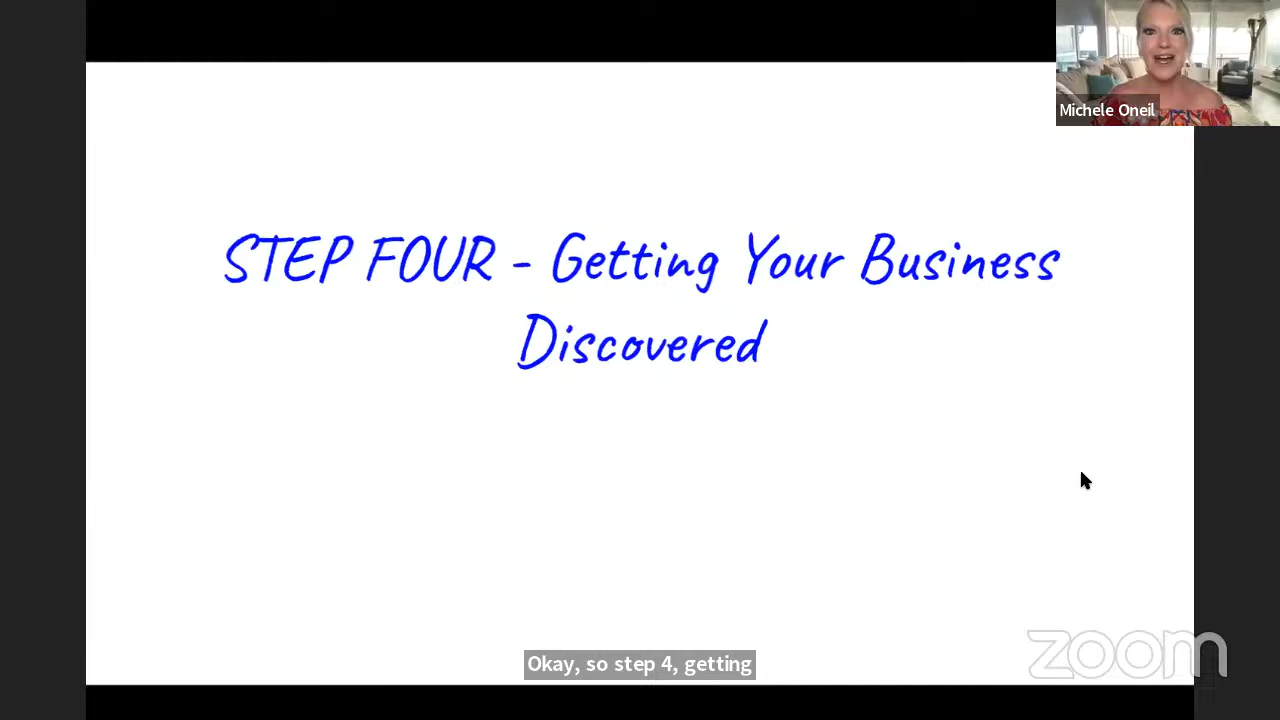 Michele Oneil
STEP FOUR - Getting Your Business
Discovered
Okay, so step 4, getting
zoom